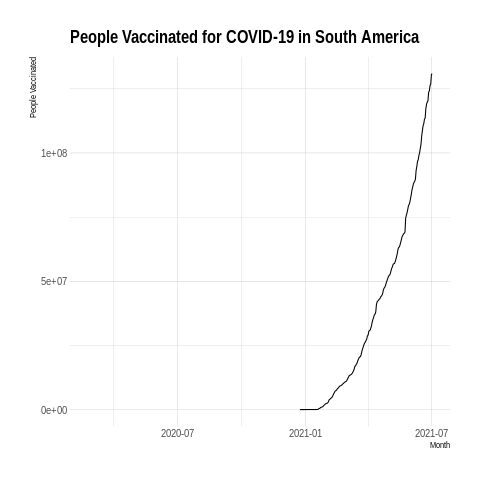 People Vaccinated for COVID-19 in South America
People Vaccinated
1e+08
5e+07
0e+00
2020-07
2021-01
2021-07
Month